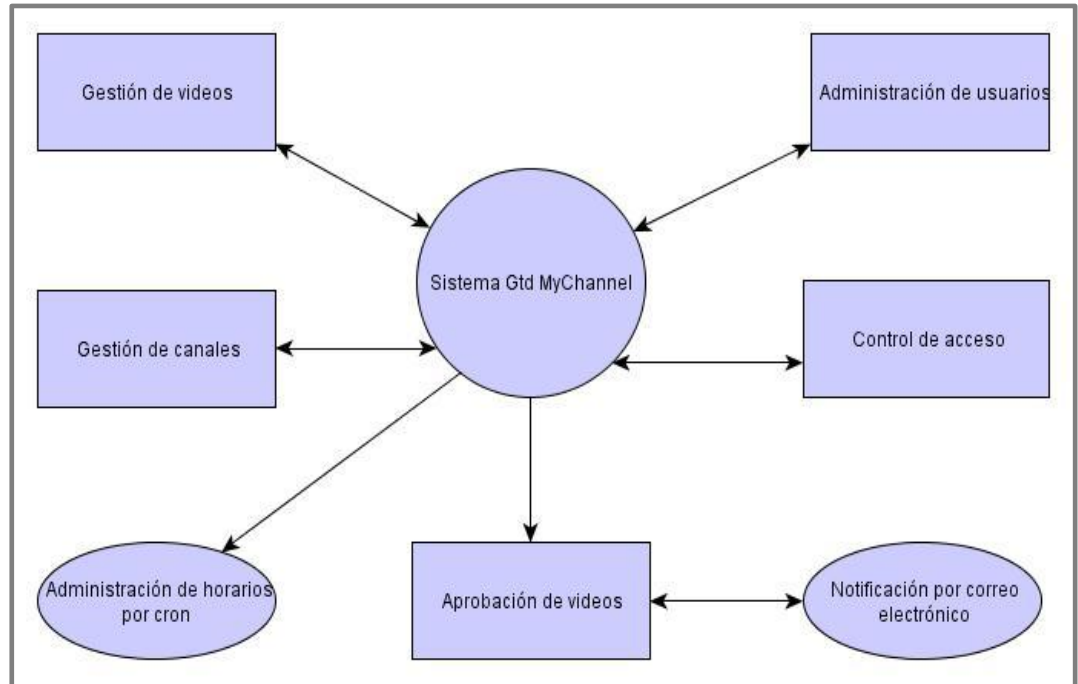 Gestión de videos
Administración de usuarios
Sistema Gtd MyChannel
Gestión de canales
Control de acceso
Administración de horarios
por cron
Aprobación de videos
Notificación por correo
electrónico